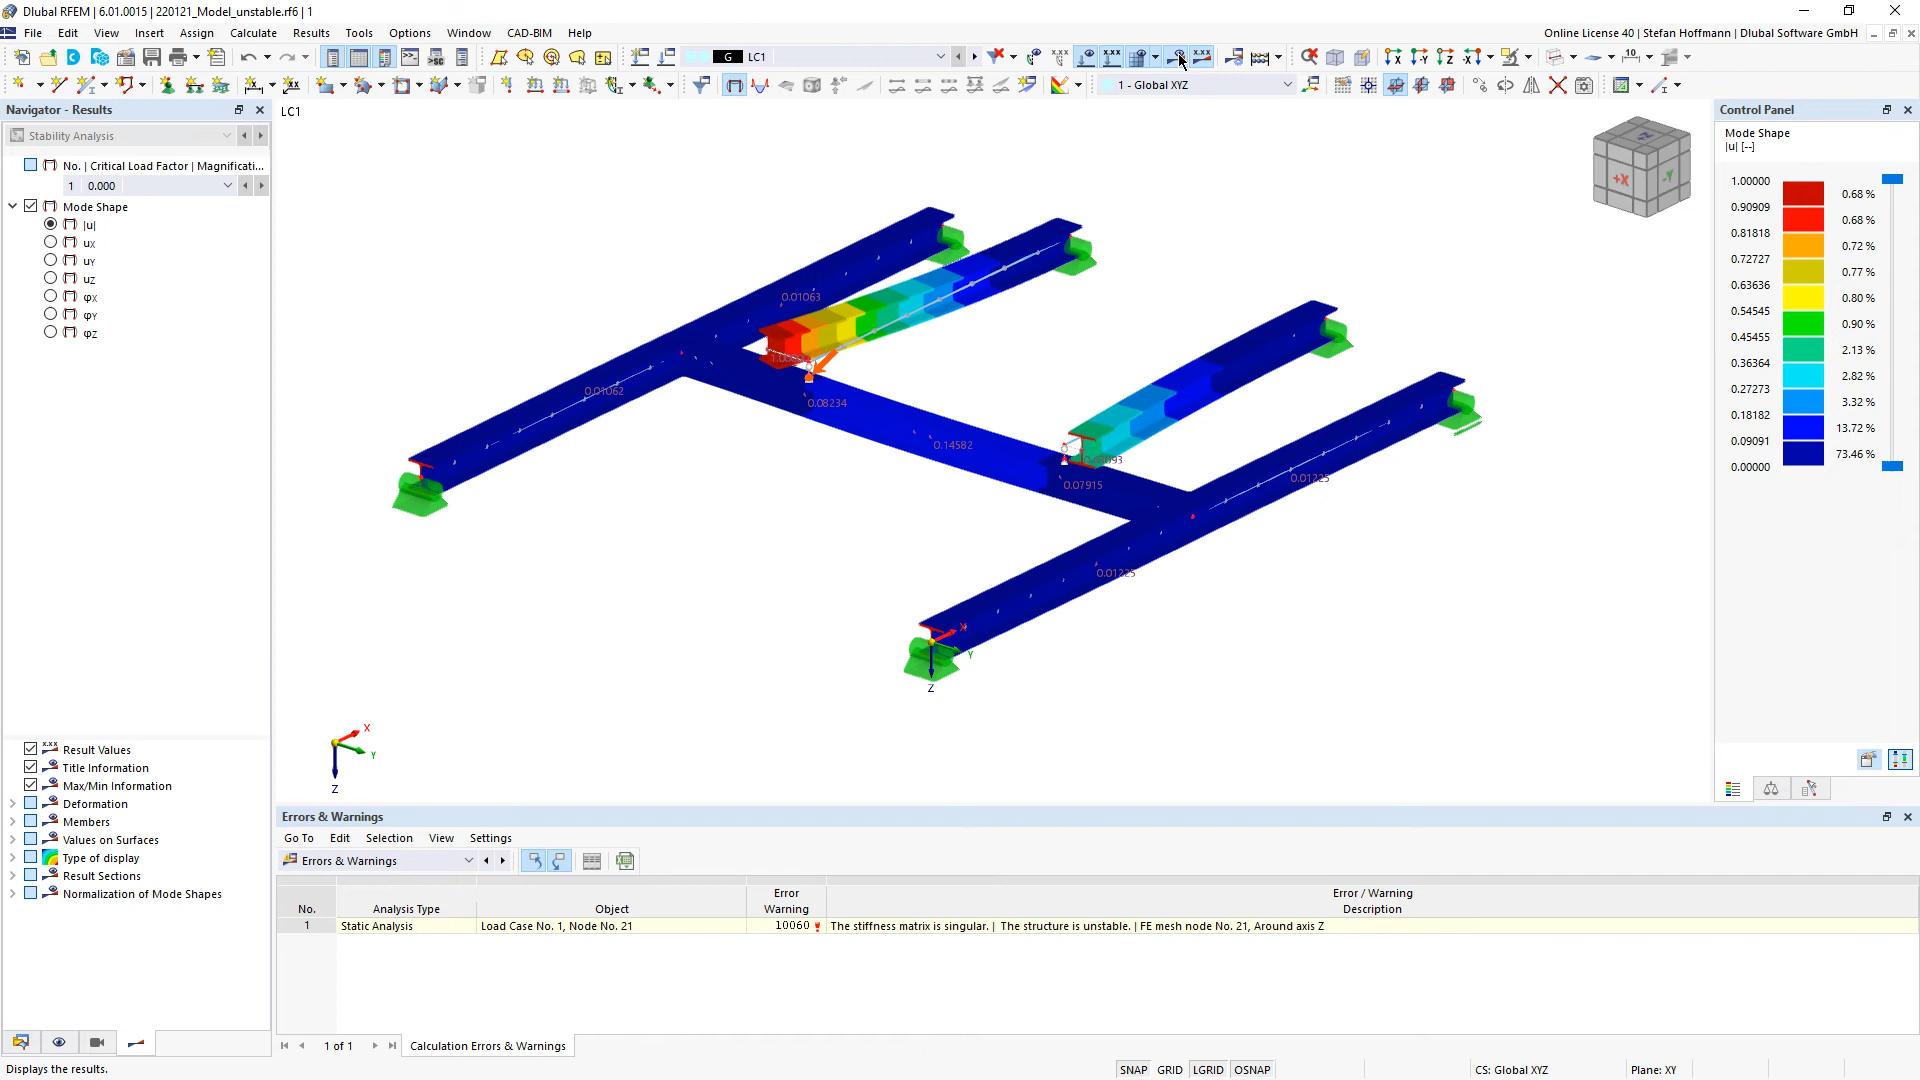 Dlubal RFEM | 6.01.0015 | 220121_Model_unstable.rf6 | 1
File Edit View Insert Assign Calculate Results Tools Options Window CAD-BIM Help
Online License 40 | Stefan Hoffmann | Dlubal Software GmbH
G LC1
1 - Global XYZ
Navigator - Results
Stability Analysis
No. | Critical Load Factor | Magnificati...
1 0.000
Mode Shape
|u|
uX
uY
uZ
φX
φY
φZ
Result Values
Title Information
Max/Min Information
Deformation
Members
Values on Surfaces
Type of display
Result Sections
Normalization of Mode Shapes
LC1
0.01063
0.01062
0.08234
0.14582
0.07915
0.01225
0.01225
X
Y
Z
X
Y
Z
+X
-Y
Control Panel
Mode Shape
|u| [--]
1.00000
0.90909
0.81818
0.72727
0.63636
0.54545
0.45455
0.36364
0.27273
0.18182
0.09091
0.00000
0.68 %
0.68 %
0.72 %
0.77 %
0.80 %
0.90 %
2.13 %
2.82 %
3.32 %
13.72 %
73.46 %
Errors & Warnings
Go To Edit Selection View Settings
Errors & Warnings
No. Analysis Type Object Error Warning Error / Warning Description
1 Static Analysis Load Case No. 1, Node No. 21 10060 The stiffness matrix is singular. | The structure is unstable. | FE mesh node No. 21, Around axis Z
1 of 1 Calculation Errors & Warnings
Displays the results.
SNAP GRID LGRID OSNAP CS: Global XYZ Plane: XY